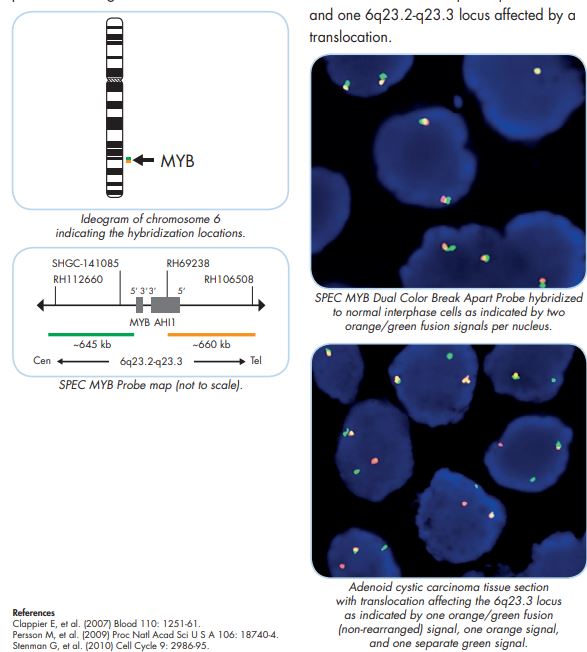 and one 6q23.2-q23.3 locus affected by a
translocation.
MYB
Ideogram of chromosome 6
indicating the hybridization locations.
SHGC-141085
RH69238
RH112660
RH106508
5' 3' 3' 5'
MYB AHI1
~645 kb
~660 kb
Cen
6q23.2-q23.3
Tel
SPEC MYB Probe map (not to scale).
SPEC MYB Dual Color Break Apart Probe hybridized
to normal interphase cells as indicated by two
orange/green fusion signals per nucleus.
Adenoid cystic carcinoma tissue section
with translocation affecting the 6q23.3 locus
as indicated by one orange/green fusion
(non-rearranged) signal, one orange signal,
and one separate green signal.
References
Clappier E, et al. (2007) Blood 110: 1251-61.
Persson M, et al. (2009) Proc Natl Acad Sci U S A 106: 18740-4.
Stenman G, et al. (2010) Cell Cycle 9: 2986-95.